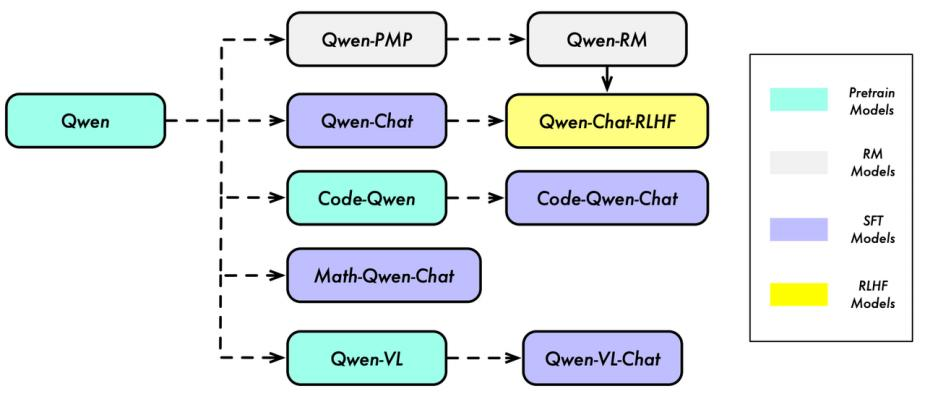 Qwen-PMP
Qwen-RM
Qwen
Qwen-Chat
Qwen-Chat-RLHF
Code-Qwen
Code-Qwen-Chat
Math-Qwen-Chat
Qwen-VL
Qwen-VL-Chat
Pretrain
Models
RM
Models
SFT
Models
RLHF
Models